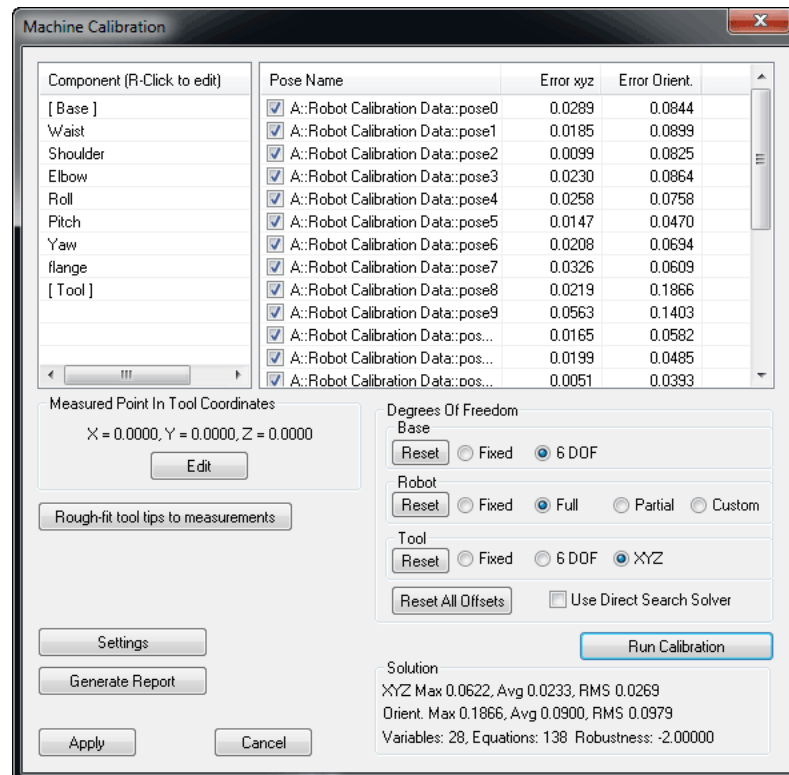 Machine Calibration
Component (R-Click to edit)
[ Base ]
Waist
Shoulder
Elbow
Roll
Pitch
Yaw
flange
[ Tool ]
Pose Name Error xyz Error Orient.
A::Robot Calibration Data::pose0 0.0289 0.0844
A::Robot Calibration Data::pose1 0.0185 0.0899
A::Robot Calibration Data::pose2 0.0099 0.0825
A::Robot Calibration Data::pose3 0.0230 0.0864
A::Robot Calibration Data::pose4 0.0258 0.0758
A::Robot Calibration Data::pose5 0.0147 0.0470
A::Robot Calibration Data::pose6 0.0208 0.0694
A::Robot Calibration Data::pose7 0.0326 0.0609
A::Robot Calibration Data::pose8 0.0219 0.1866
A::Robot Calibration Data::pose9 0.0563 0.1403
A::Robot Calibration Data::pos... 0.0165 0.0582
A::Robot Calibration Data::pos... 0.0199 0.0485
A::Robot Calibration Data::pos... 0.0051 0.0393
Measured Point In Tool Coordinates
X = 0.0000, Y = 0.0000, Z = 0.0000
Edit
Rough-fit tool tips to measurements
Degrees Of Freedom
Base
Reset Fixed 6 DOF
Robot
Reset Fixed Full Partial Custom
Tool
Reset Fixed 6 DOF XYZ
Reset All Offsets Use Direct Search Solver
Settings
Generate Report
Apply Cancel
Run Calibration
Solution
XYZ Max 0.0622, Avg 0.0233, RMS 0.0269
Orient. Max 0.1866, Avg 0.0900, RMS 0.0979
Variables: 28, Equations: 138 Robustness: -2.00000